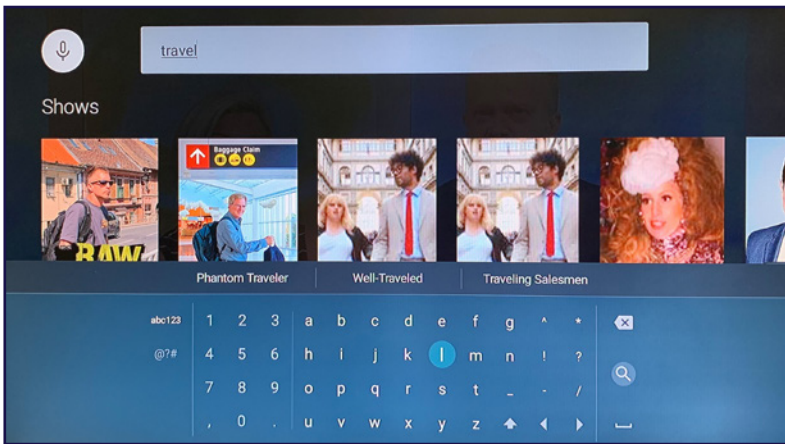 travel
Shows
Baggage Claim
RAW
Phantom Traveler
Well-Traveled
Traveling Salesmen
abc123 1 2 3 a b c d e f g ^ *
@?# 4 5 6 h i j k l m n ! ?
7 8 9 o p q r s t _ - /
, 0 . u v w x y z